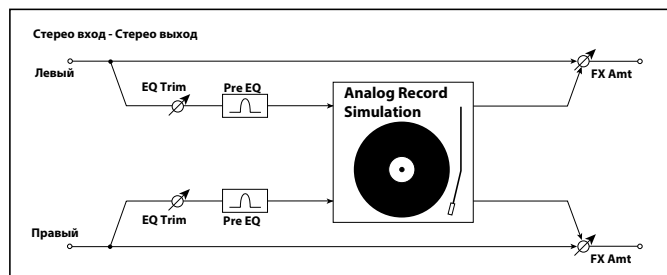 Стерео вход - Стерео выход
Левый
EQ Trim
Pre EQ
Analog Record
Simulation
FX Amt
EQ Trim
Pre EQ
Правый
FX Amt